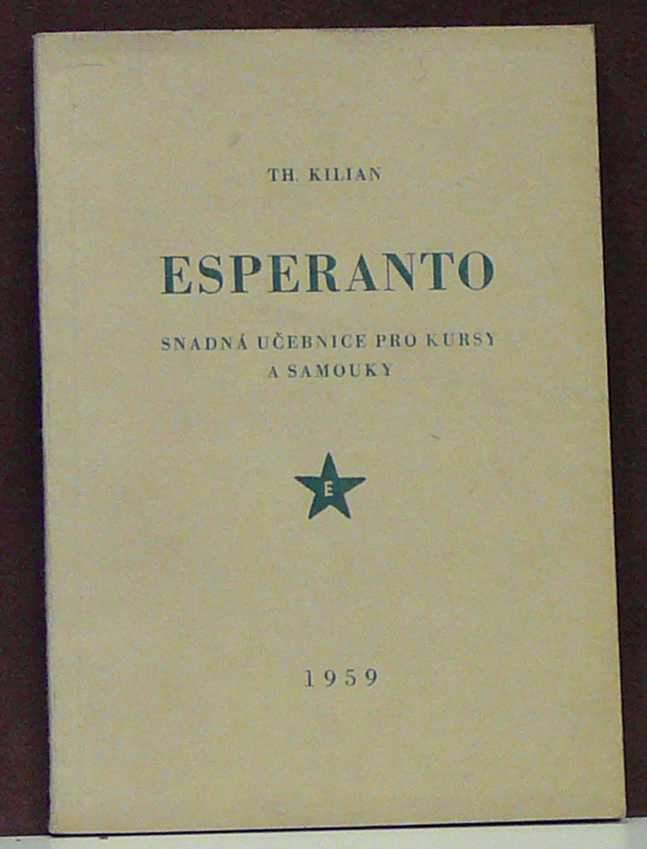 TH. KILIAN
ESPERANTO
SNADNÁ UČEBNICE PRO KURSY
A SAMOUKY
E
1959